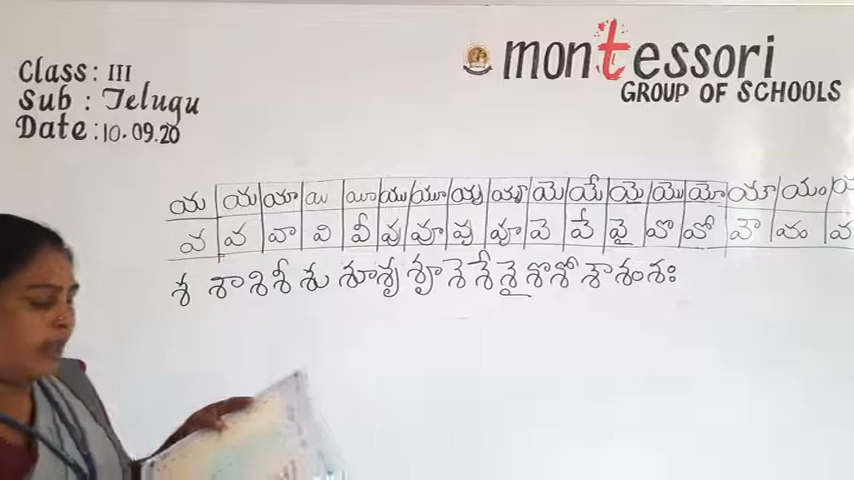 montessori
GROUP OF SCHOOLS
Class : III
Sub : Telugu
Date : 10.09.20
య య యా యి యీ యు యూ యృ యౄ యె యే యై యొ యో యౌ యం
వ వ వా వి వీ వు వూ వృ వౄ వె వే వై వొ వో వౌ వం
శ శా శి శీ శు శూ శృ శౄ శె శే శై శొ శో శౌ శం శః